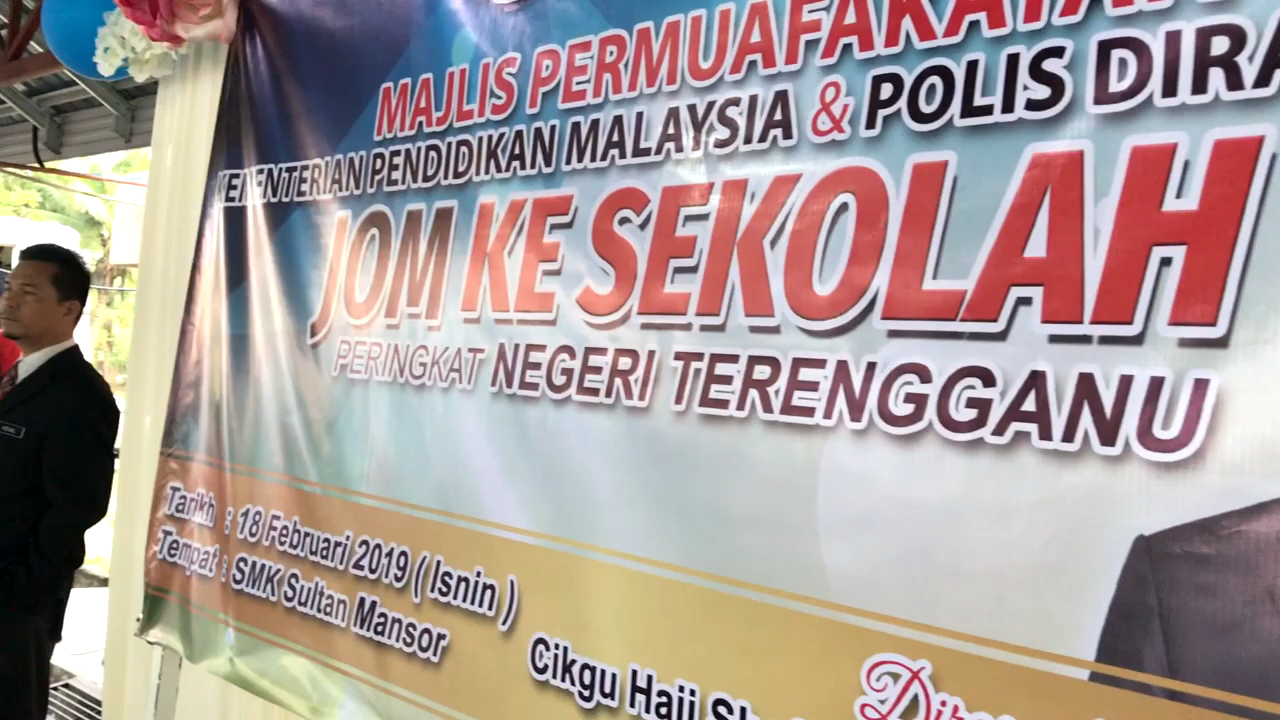 MAJLIS PERMUAFAKATAN
KEMENTERIAN PENDIDIKAN MALAYSIA & POLIS DIRA
JOM KE SEKOLAH
PERINGKAT NEGERI TERENGGANU
Tarikh : 18 Februari 2019 ( Isnin )
Tempat : SMK Sultan Mansor
Cikgu Haji